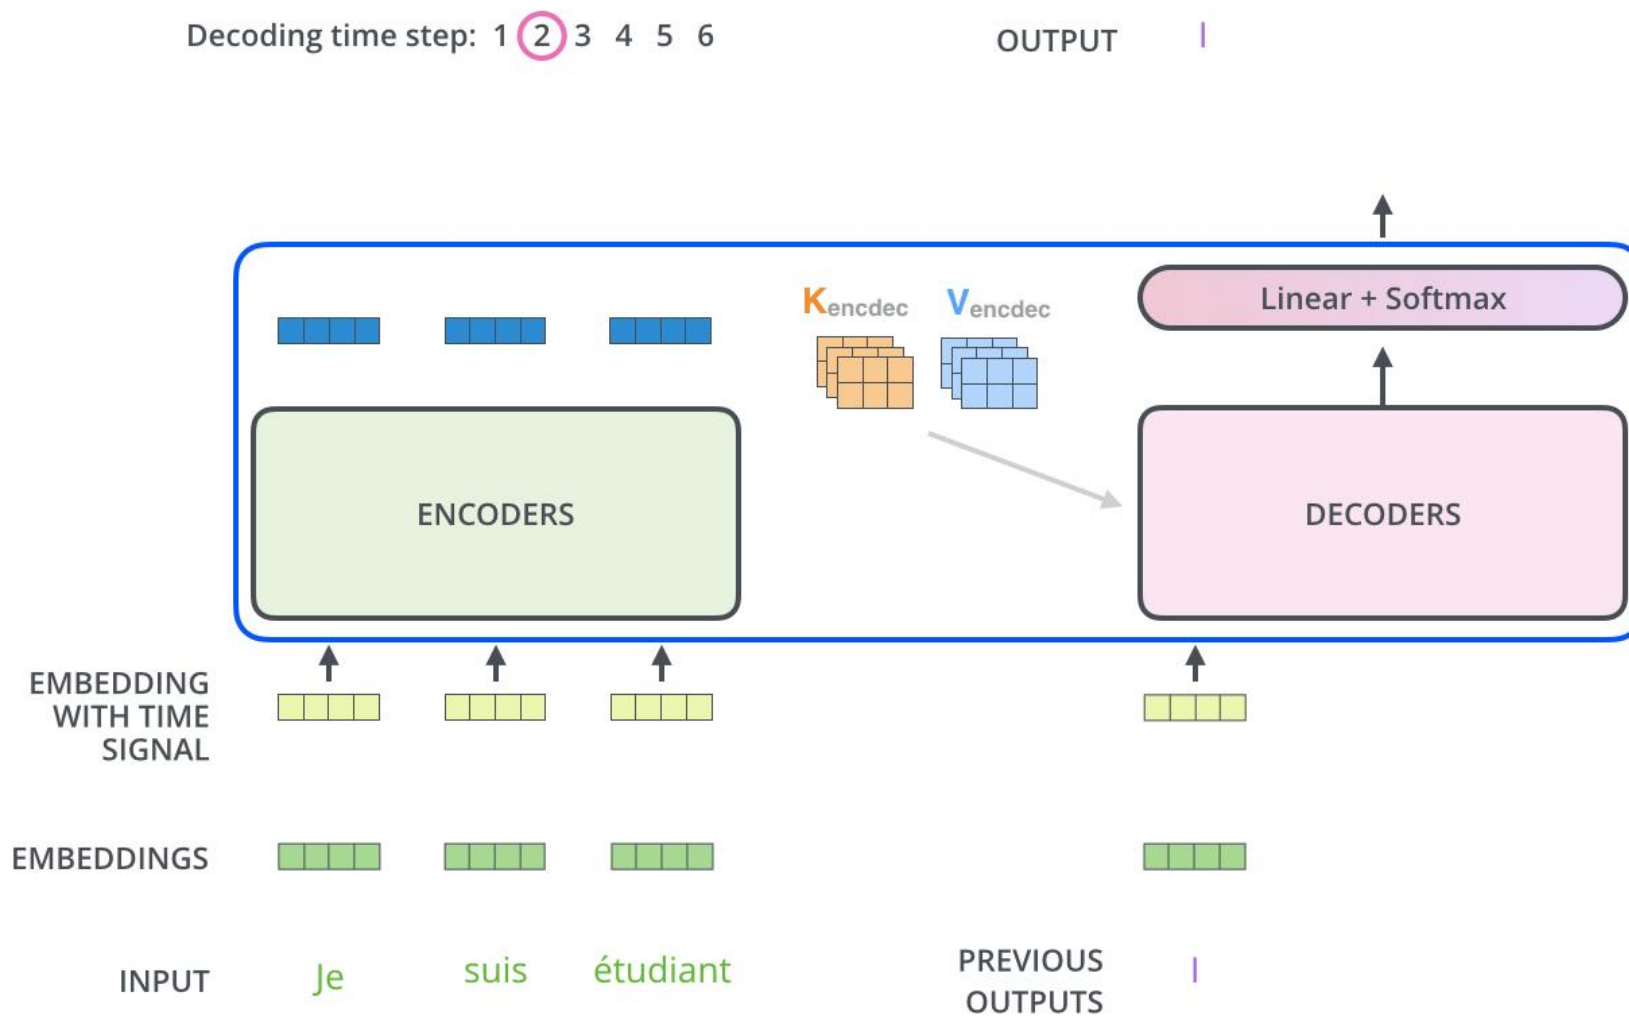 Decoding time step: 1 2 3 4 5 6
OUTPUT I
Kencdec Vencdec
Linear + Softmax
ENCODERS
DECODERS
EMBEDDING
WITH TIME
SIGNAL
EMBEDDINGS
INPUT Je suis étudiant
PREVIOUS
OUTPUTS
I